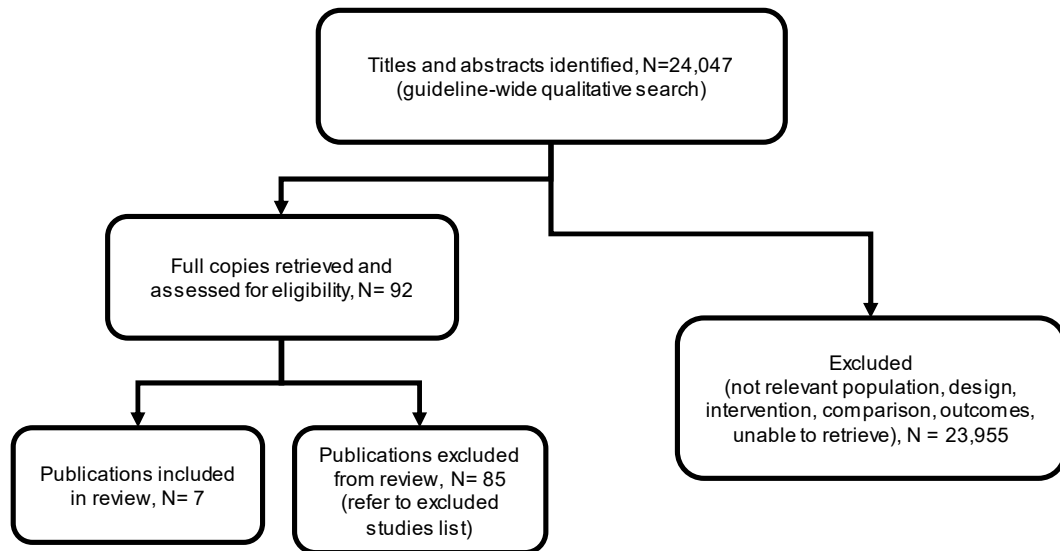 Titles and abstracts identified, N=24,047
(guideline-wide qualitative search)
Full copies retrieved and
assessed for eligibility, N= 92
Excluded
(not relevant population, design,
intervention, comparison, outcomes,
unable to retrieve), N = 23,955
Publications included
in review, N= 7
Publications excluded
from review, N= 85
(refer to excluded
studies list)